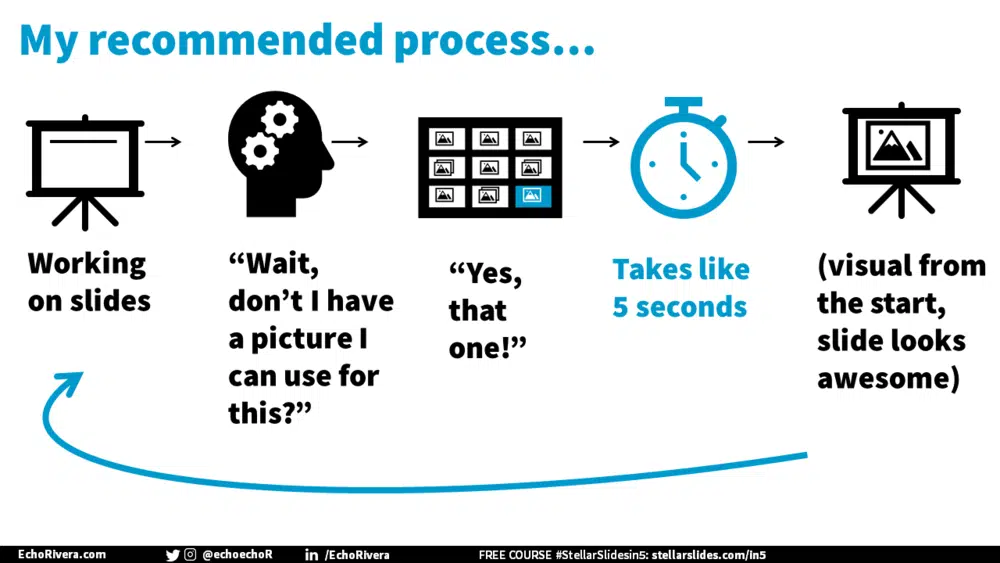 My recommended process...
Working
on slides
“Wait,
don’t I have
a picture I
can use for
this?”
“Yes,
that
one!”
Takes like
5 seconds
(visual from
the start,
slide looks
awesome)
EchoRivera.com
@echoechoR
/EchoRivera
FREE COURSE #StellarSlidesin5: stellarslides.com/in5